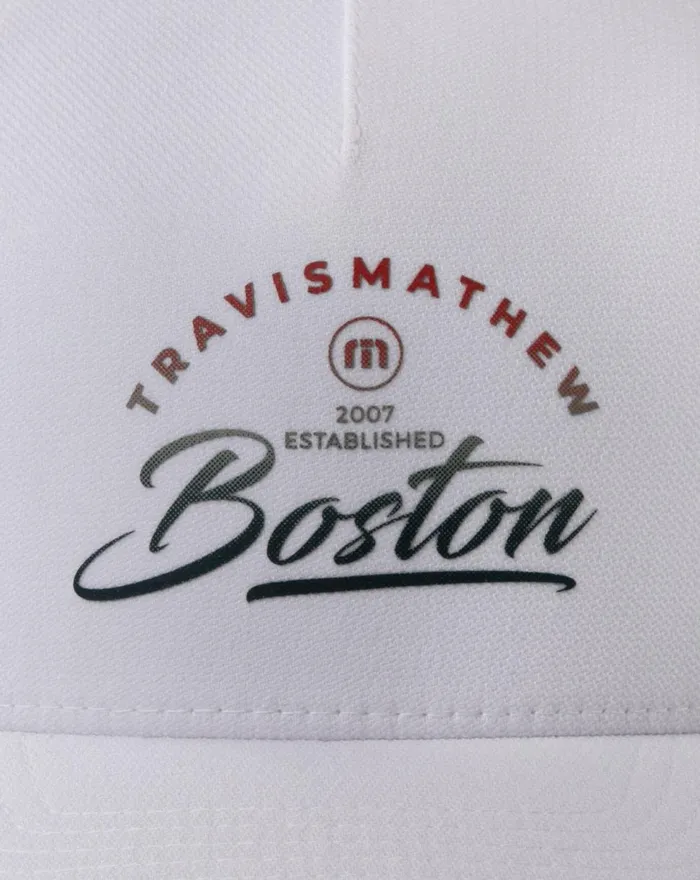 TRAVISMATHEW
m
2007
ESTABLISHED
Boston